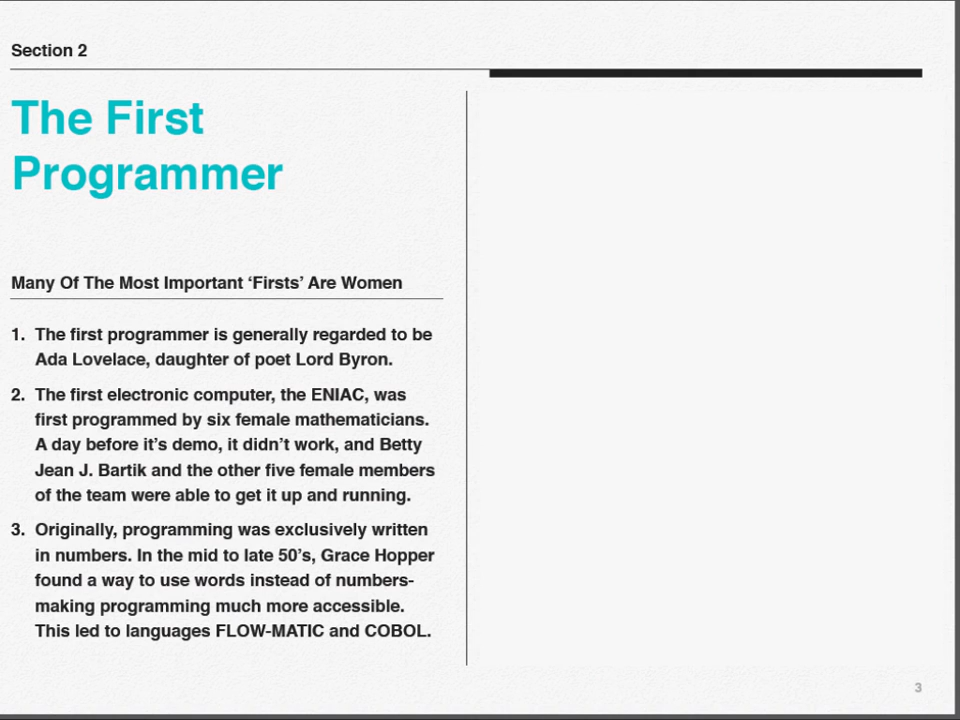 Section 2
The First
Programmer
Many Of The Most Important ‘Firsts’ Are Women
1. The first programmer is generally regarded to be
Ada Lovelace, daughter of poet Lord Byron.
2. The first electronic computer, the ENIAC, was
first programmed by six female mathematicians.
A day before it’s demo, it didn’t work, and Betty
Jean J. Bartik and the other five female members
of the team were able to get it up and running.
3. Originally, programming was exclusively written
in numbers. In the mid to late 50’s, Grace Hopper
found a way to use words instead of numbers-
making programming much more accessible.
This led to languages FLOW-MATIC and COBOL.
3